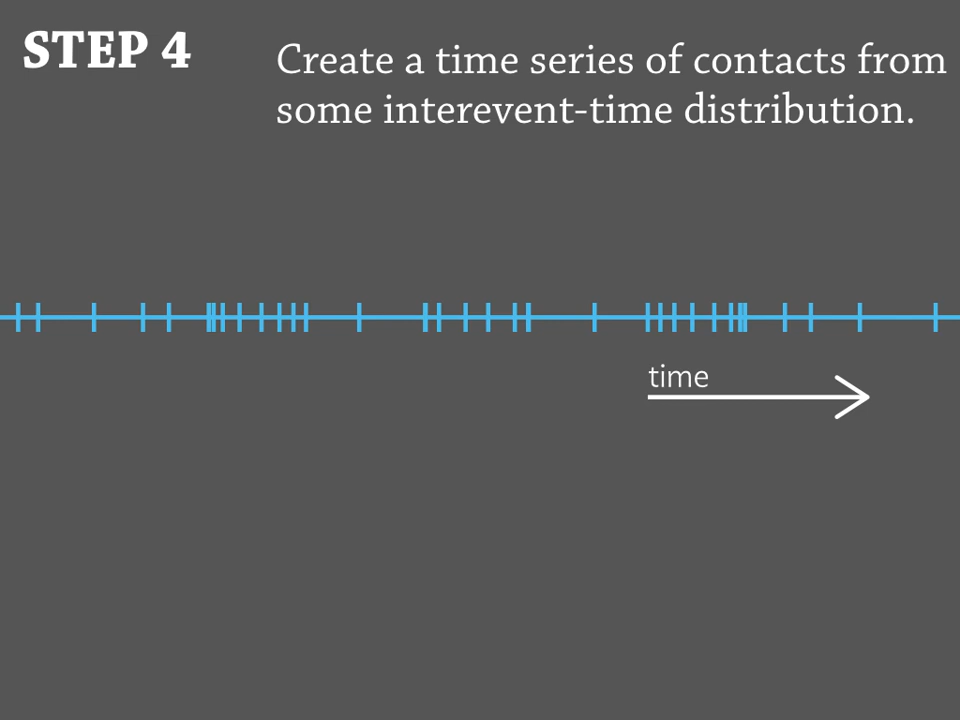 STEP 4
Create a time series of contacts from
some interevent-time distribution.
time